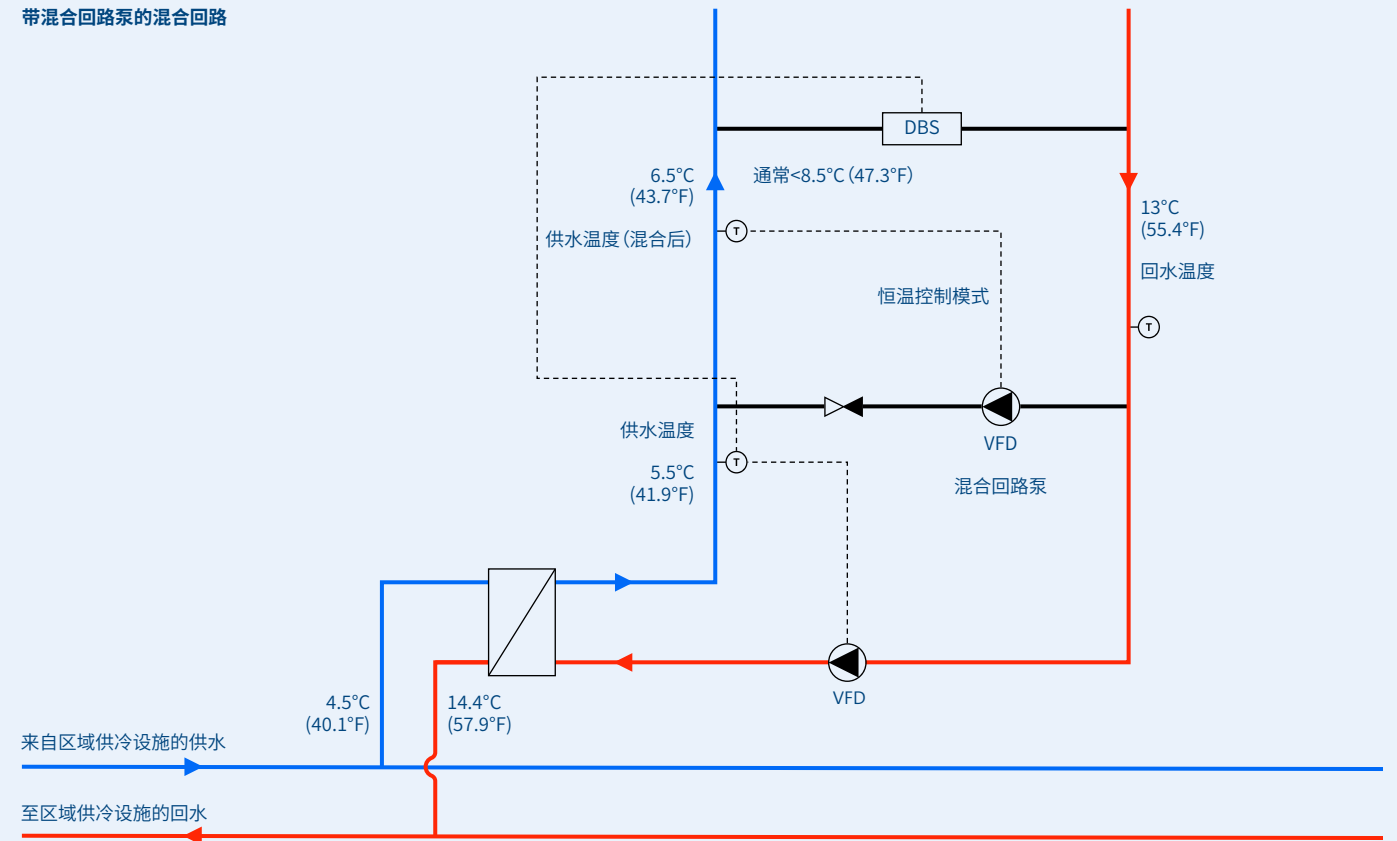 带混合回路泵的混合回路
DBS
6.5°C
(43.7°F)
通常<8.5°C（47.3°F）
13°C
(55.4°F)
供水温度（混合后）
T
回水温度
恒温控制模式
T
供水温度
VFD
5.5°C
(41.9°F)
T
混合回路泵
4.5°C
(40.1°F)
14.4°C
(57.9°F)
VFD
来自区域供冷设施的供水
至区域供冷设施的回水